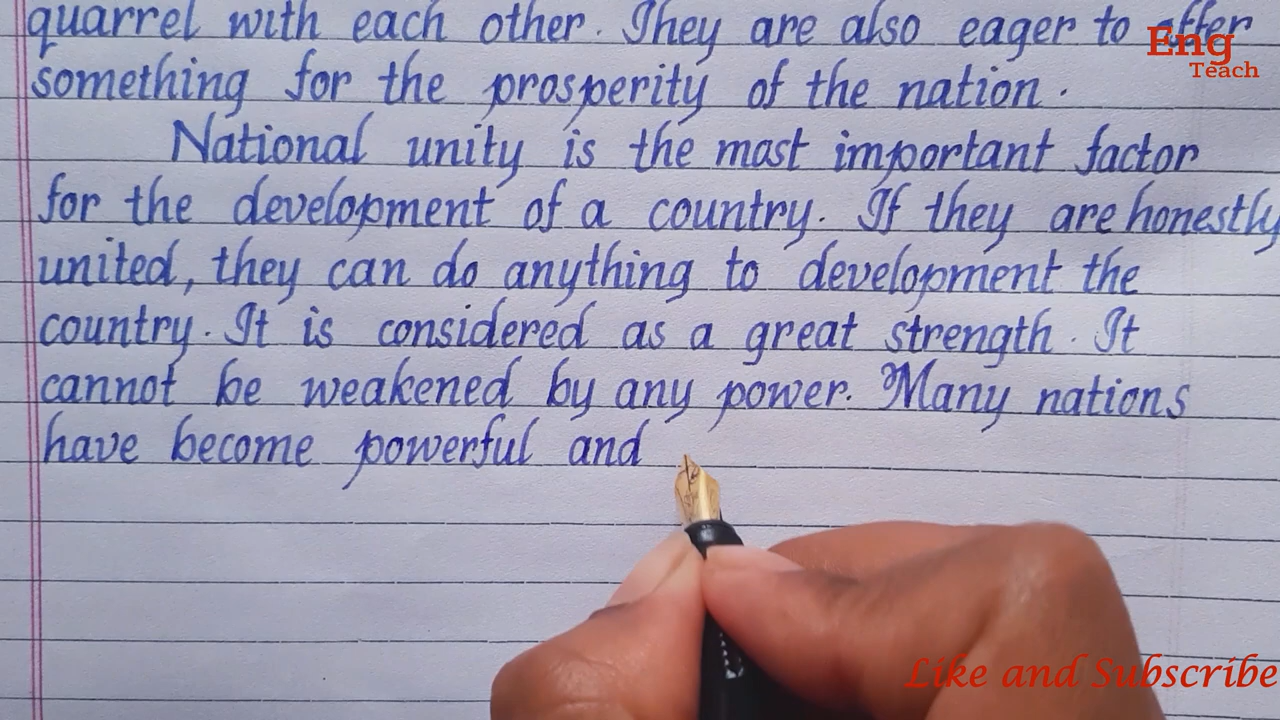 quarrel with each other. They are also eager to offer
something for the prosperity of the nation.
National unity is the most important factor
for the development of a country. If they are honestly
united, they can do anything to development the
country. It is considered as a great strength. It
cannot be weakened by any power. Many nations
have become powerful and
Eng
Teach
Like and Subscribe